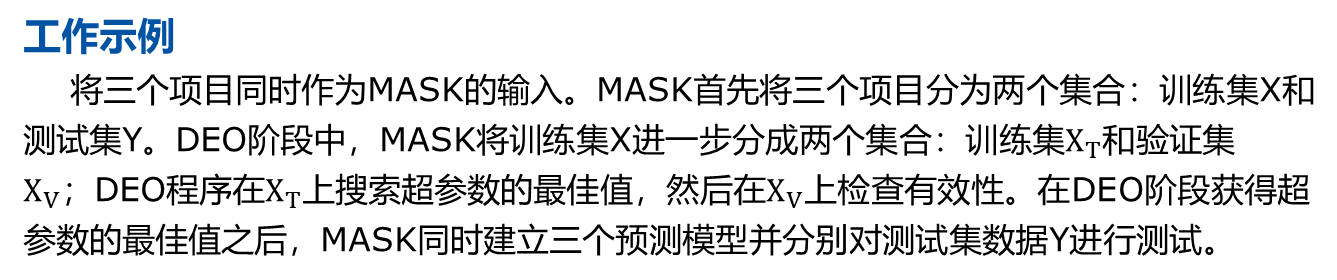 工作示例
将三个项目同时作为MASK的输入。MASK首先将三个项目分为两个集合：训练集X和
测试集Y。DEO阶段中，MASK将训练集X进一步分成两个集合：训练集X_T和验证集
X_V；DEO程序在X_T上搜索超参数的最佳值，然后在X_V上检查有效性。在DEO阶段获得超
参数的最佳值之后，MASK同时建立三个预测模型并分别对测试集数据Y进行测试。